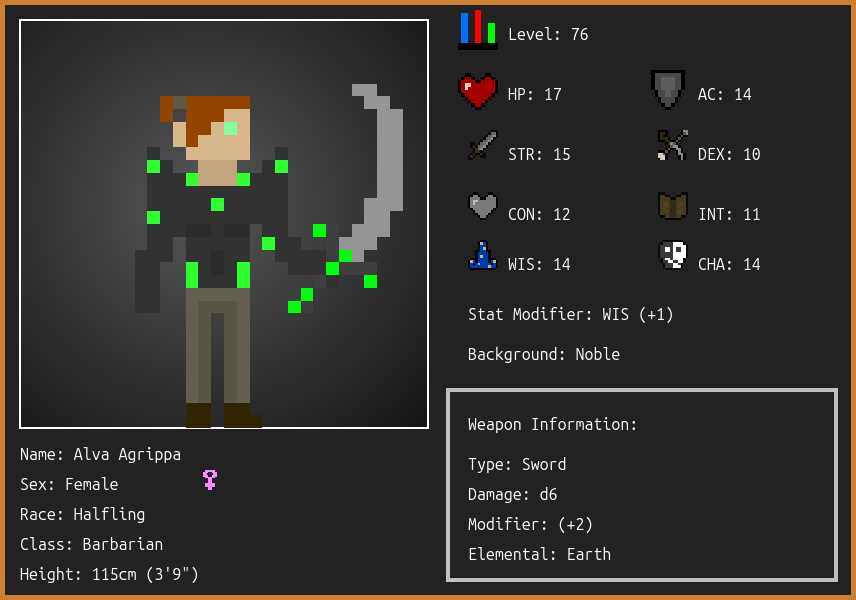 Level: 76
HP: 17
AC: 14
STR: 15
DEX: 10
CON: 12
INT: 11
WIS: 14
CHA: 14
Stat Modifier: WIS (+1)
Background: Noble
Weapon Information:
Type: Sword
Damage: d6
Modifier: (+2)
Elemental: Earth
Name: Alva Agrippa
Sex: Female
Race: Halfling
Class: Barbarian
Height: 115cm (3'9")